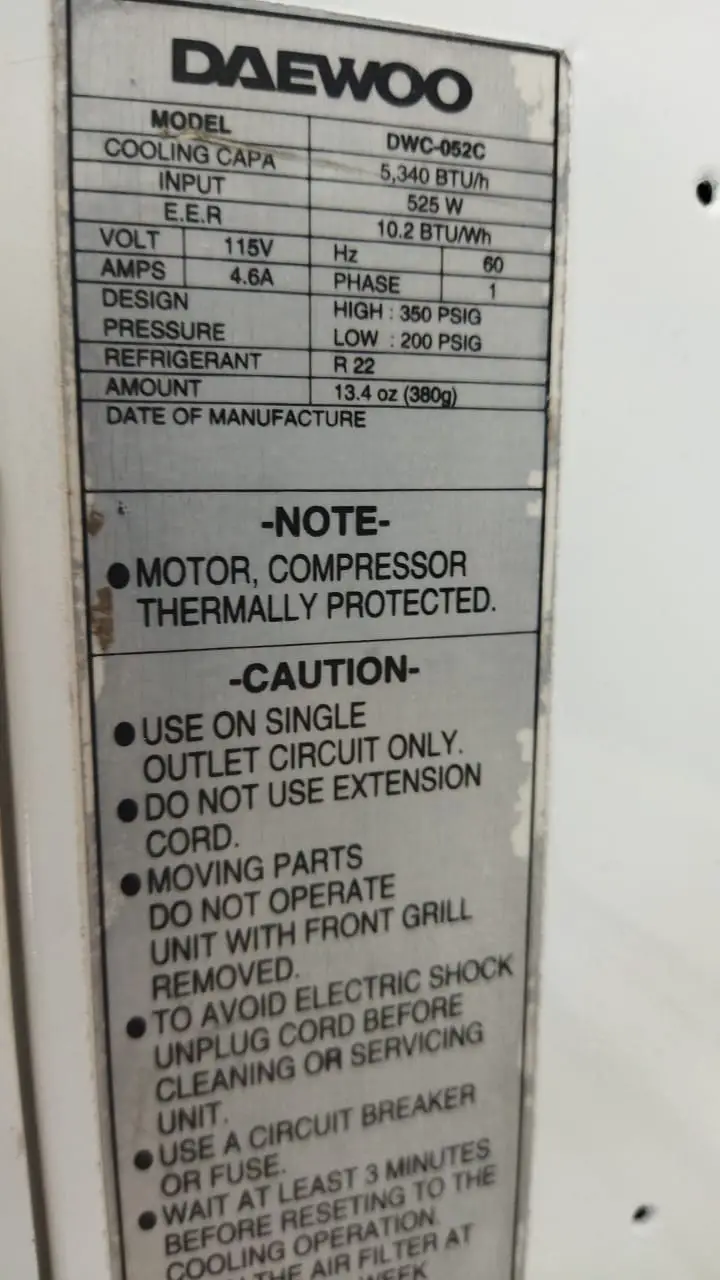 DAEWOO
MODEL DWC-052C
COOLING CAPA 5,340 BTU/h
INPUT 525 W
E.E.R 10.2 BTU/Wh
VOLT 115V Hz 60
AMPS 4.6A PHASE 1
DESIGN HIGH : 350 PSIG
PRESSURE LOW : 200 PSIG
REFRIGERANT R 22
AMOUNT 13.4 oz (380g)
DATE OF MANUFACTURE
-NOTE-
● MOTOR, COMPRESSOR
THERMALLY PROTECTED.
-CAUTION-
● USE ON SINGLE
OUTLET CIRCUIT ONLY.
● DO NOT USE EXTENSION
CORD.
● MOVING PARTS
DO NOT OPERATE
UNIT WITH FRONT GRILL
REMOVED.
● TO AVOID ELECTRIC SHOCK
UNPLUG CORD BEFORE
CLEANING OR SERVICING
UNIT.
● USE A CIRCUIT BREAKER
OR FUSE.
● WAIT AT LEAST 3 MINUTES
BEFORE RESETING TO THE
COOLING OPERATION.
THE AIR FILTER AT
WEEK